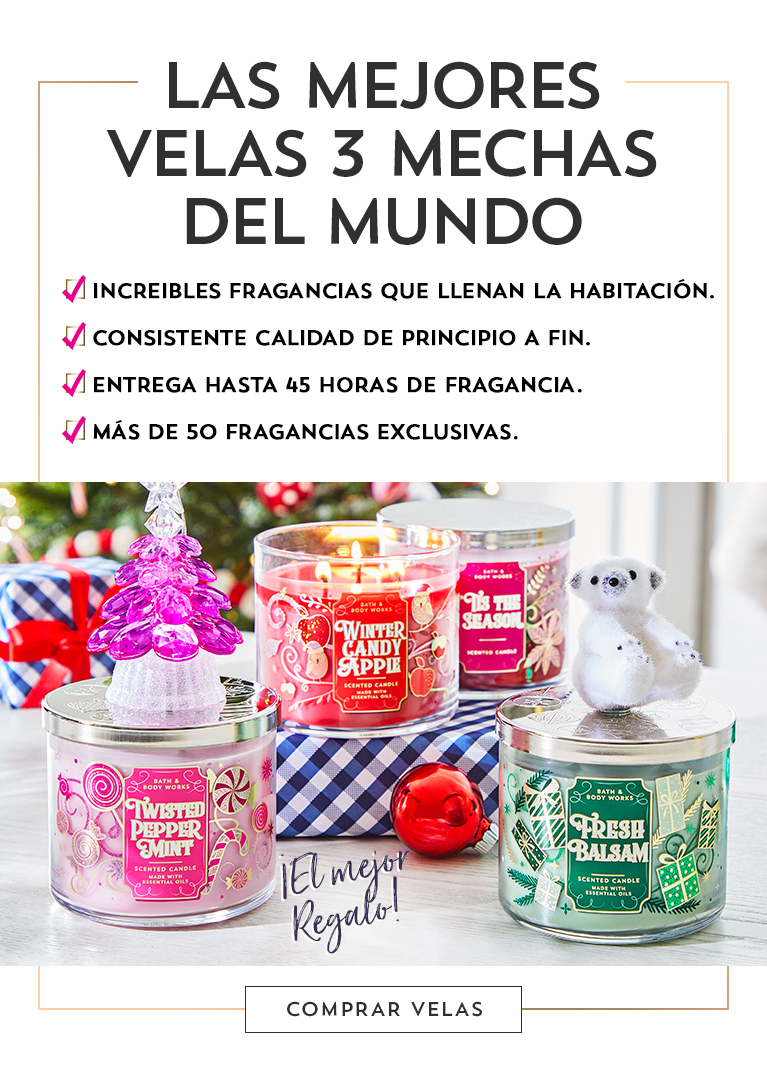 LAS MEJORES
VELAS 3 MECHAS
DEL MUNDO
INCREIBLES FRAGANCIAS QUE LLENAN LA HABITACIÓN.
CONSISTENTE CALIDAD DE PRINCIPIO A FIN.
ENTREGA HASTA 45 HORAS DE FRAGANCIA.
MÁS DE 50 FRAGANCIAS EXCLUSIVAS.
BATH &
BODY WORKS
WINTER
CANDY
APPLE
SCENTED CANDLE
MADE WITH
ESSENTIAL OILS
BATH &
BODY WORKS
'TIS THE
SEASON
SCENTED CANDLE
BATH &
BODY WORKS
TWISTED
PEPPER
MINT
SCENTED CANDLE
MADE WITH
ESSENTIAL OILS
BATH &
BODY WORKS
FRESH
BALSAM
SCENTED CANDLE
MADE WITH
ESSENTIAL OILS
¡El mejor
Regalo!
COMPRAR VELAS